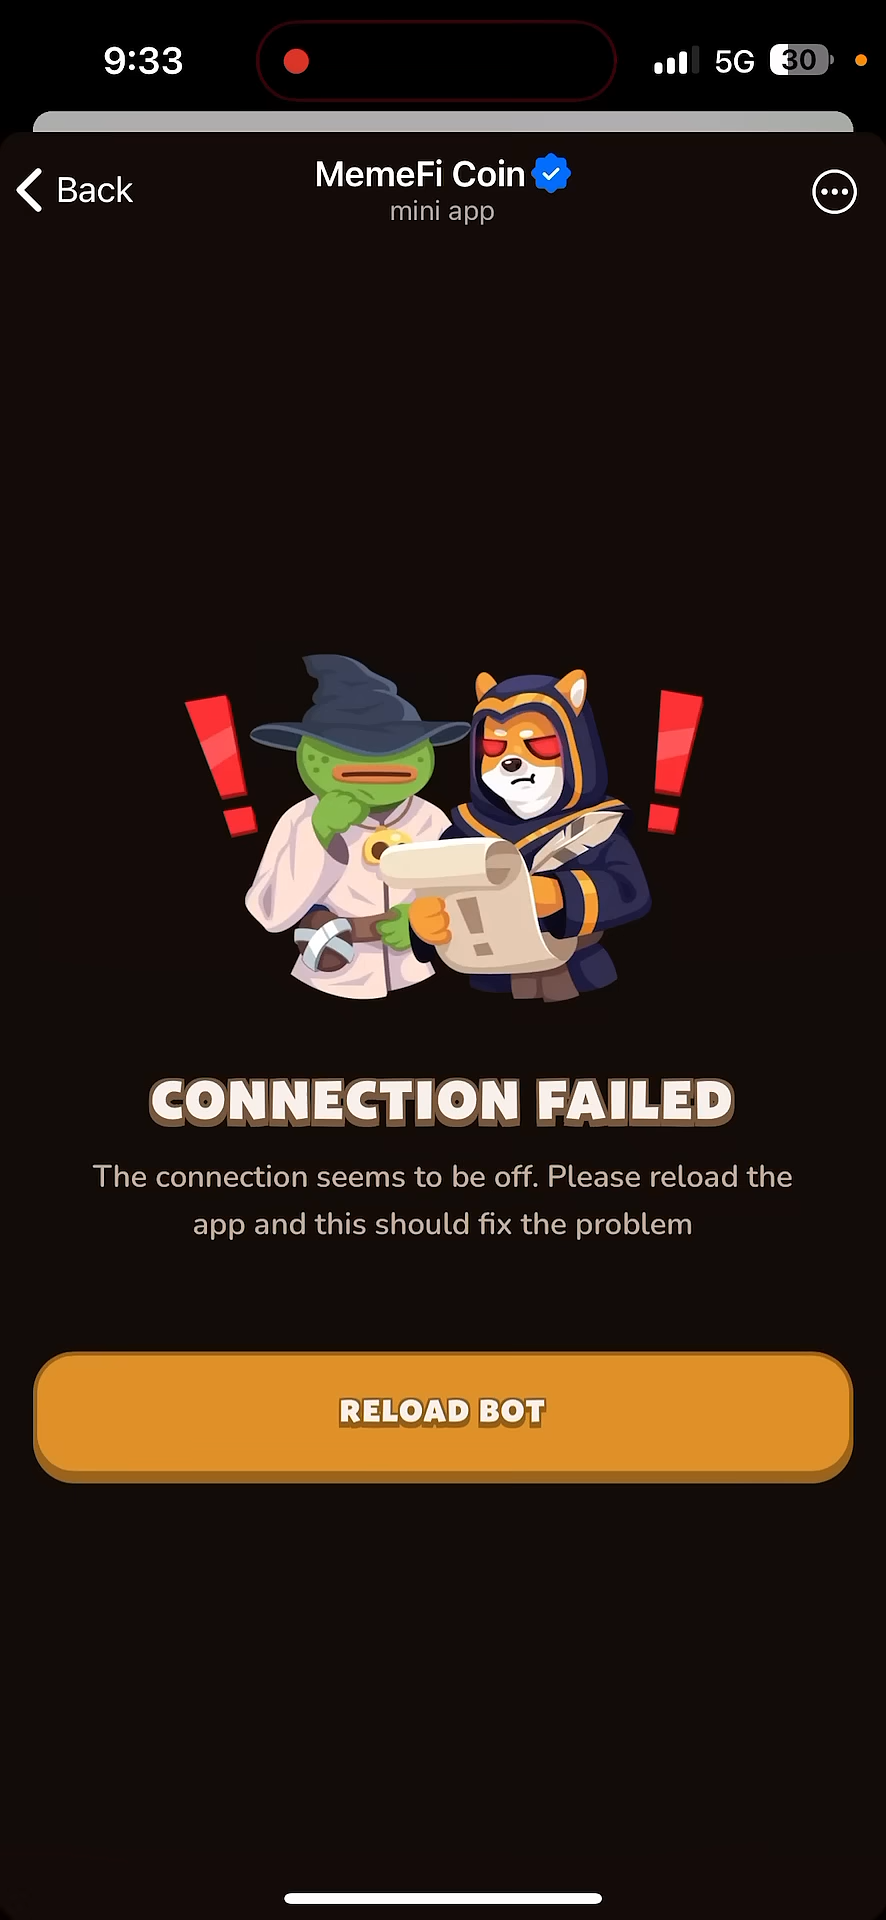 9:33
5G
30
Back
MemeFi Coin
mini app
CONNECTION FAILED
The connection seems to be off. Please reload the
app and this should fix the problem
RELOAD BOT